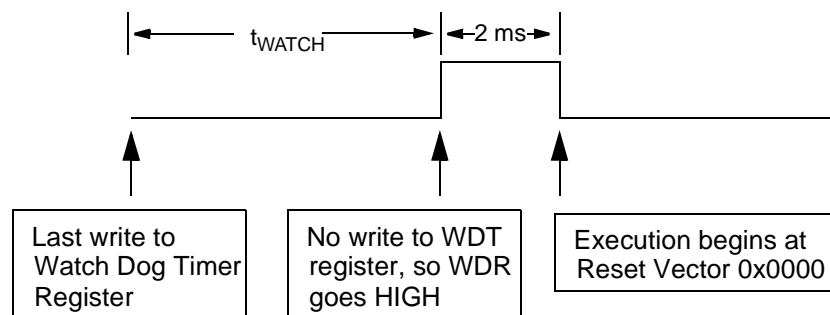 tWATCH
2 ms
Last write to
Watch Dog Timer
Register
No write to WDT
register, so WDR
goes HIGH
Execution begins at
Reset Vector 0x0000